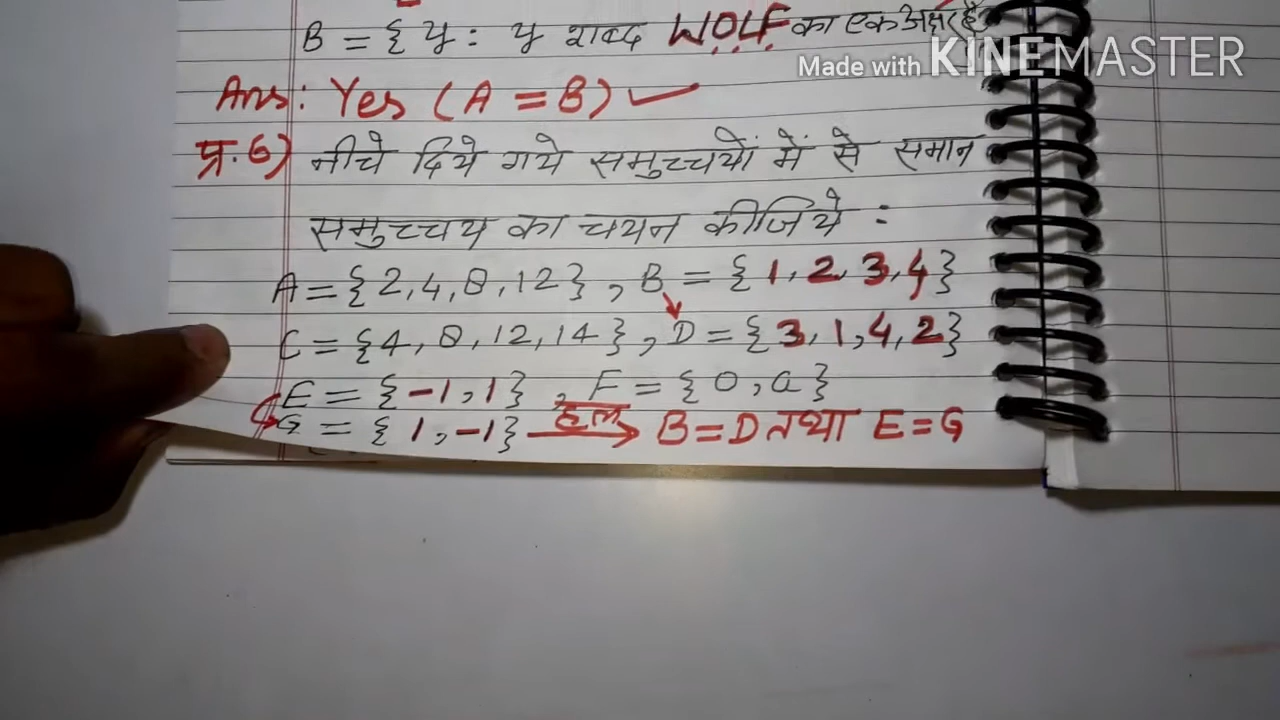 B = { y : y शब्द WOLF का एक अक्षर है
Made with KINEMASTER
Ans: Yes ( A = B ) ✓
प्र. 6) नीचे दिये गये समुच्चयों में से समान
समुच्चय का चयन कीजिये :
A = {2, 4, 8, 12} , B = { 1, 2, 3, 4 }
C = {4, 8, 12, 14 } , D = { 3, 1, 4, 2 }
E = { -1, 1 } , F = { 0, a }
G = { 1, -1 } हल → B = D तथा E = G